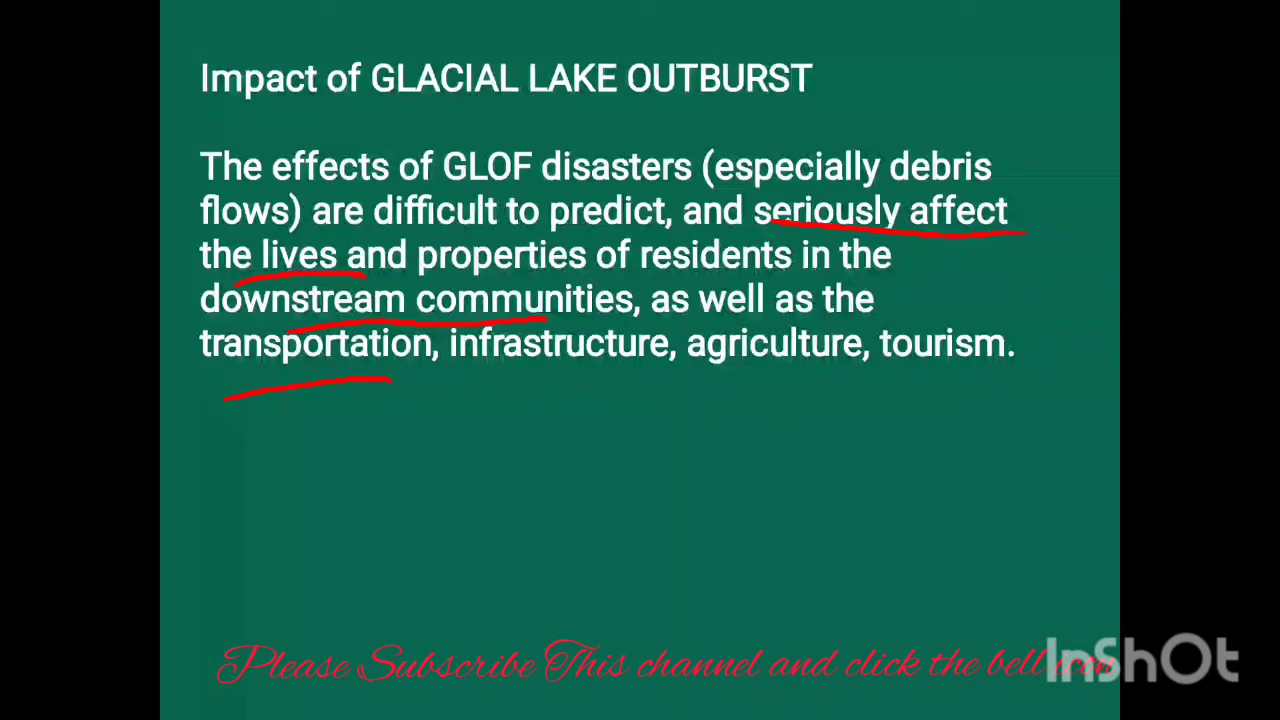 Impact of GLACIAL LAKE OUTBURST
The effects of GLOF disasters (especially debris
flows) are difficult to predict, and seriously affect
the lives and properties of residents in the
downstream communities, as well as the
transportation, infrastructure, agriculture, tourism.
Please Subscribe This channel and click the bell icon
InShOt